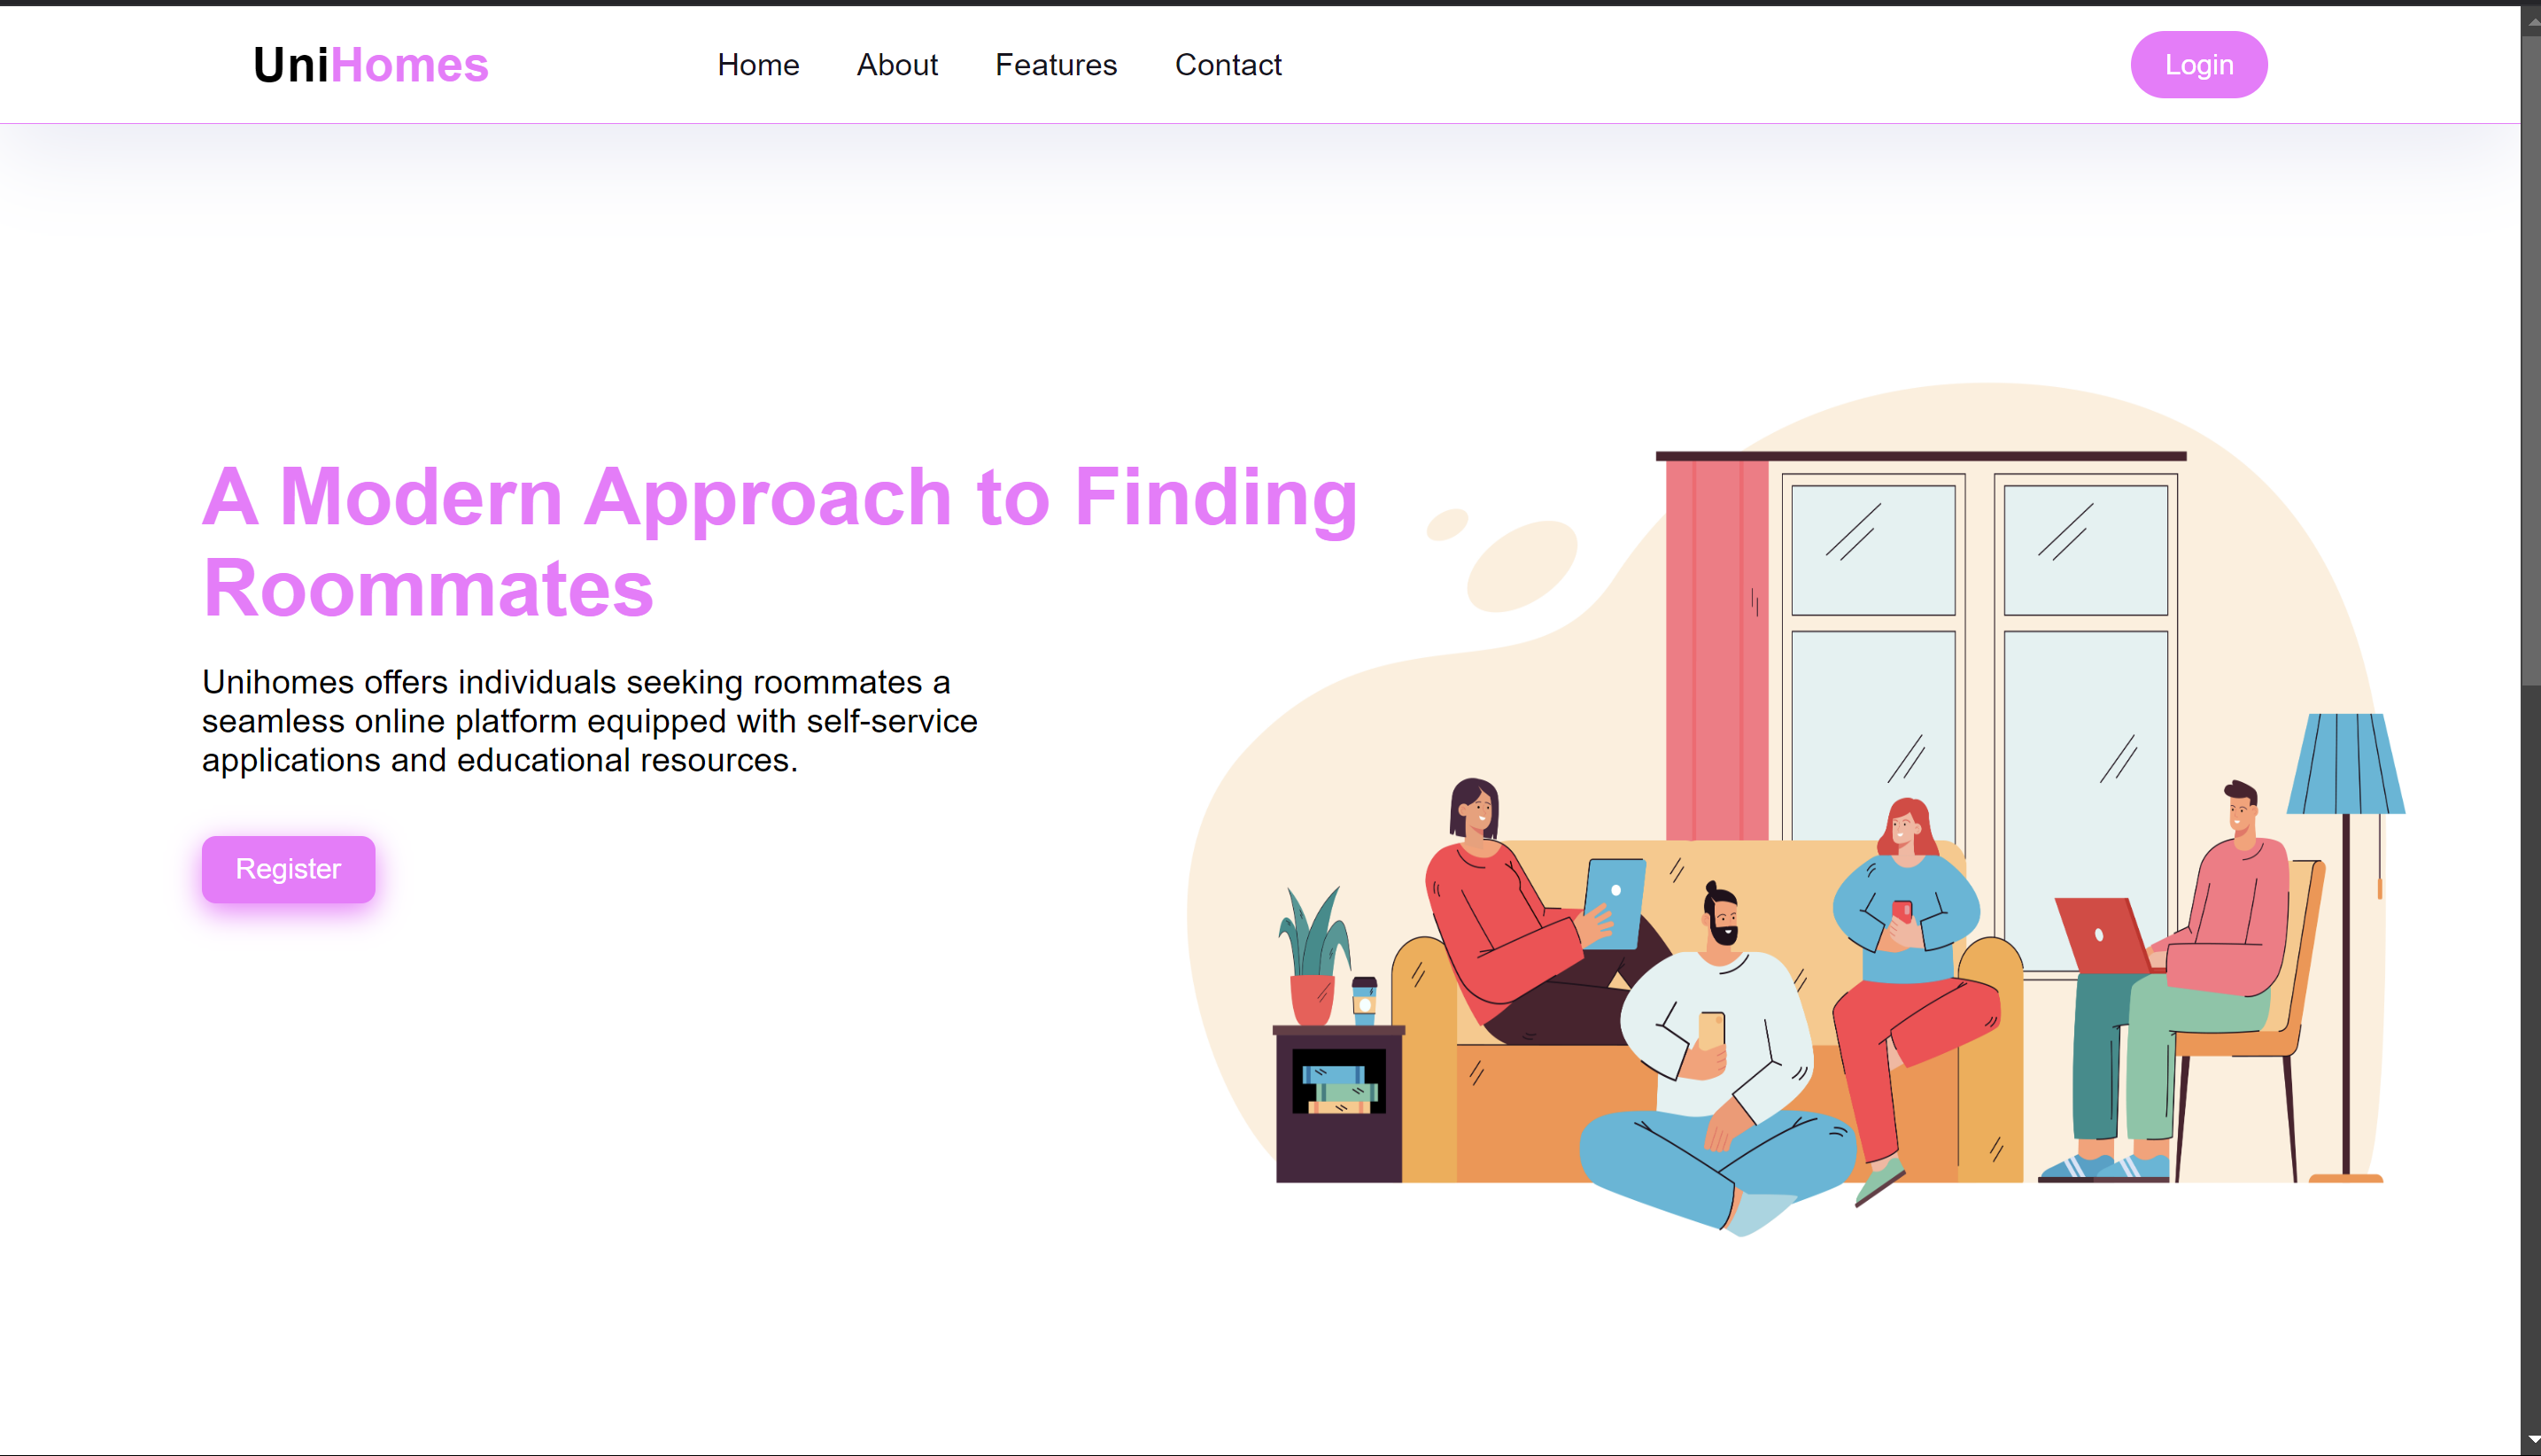 UniHomes
Home
About
Features
Contact
Login
A Modern Approach to Finding
Roommates
Unihomes offers individuals seeking roommates a
seamless online platform equipped with self-service
applications and educational resources.
Register